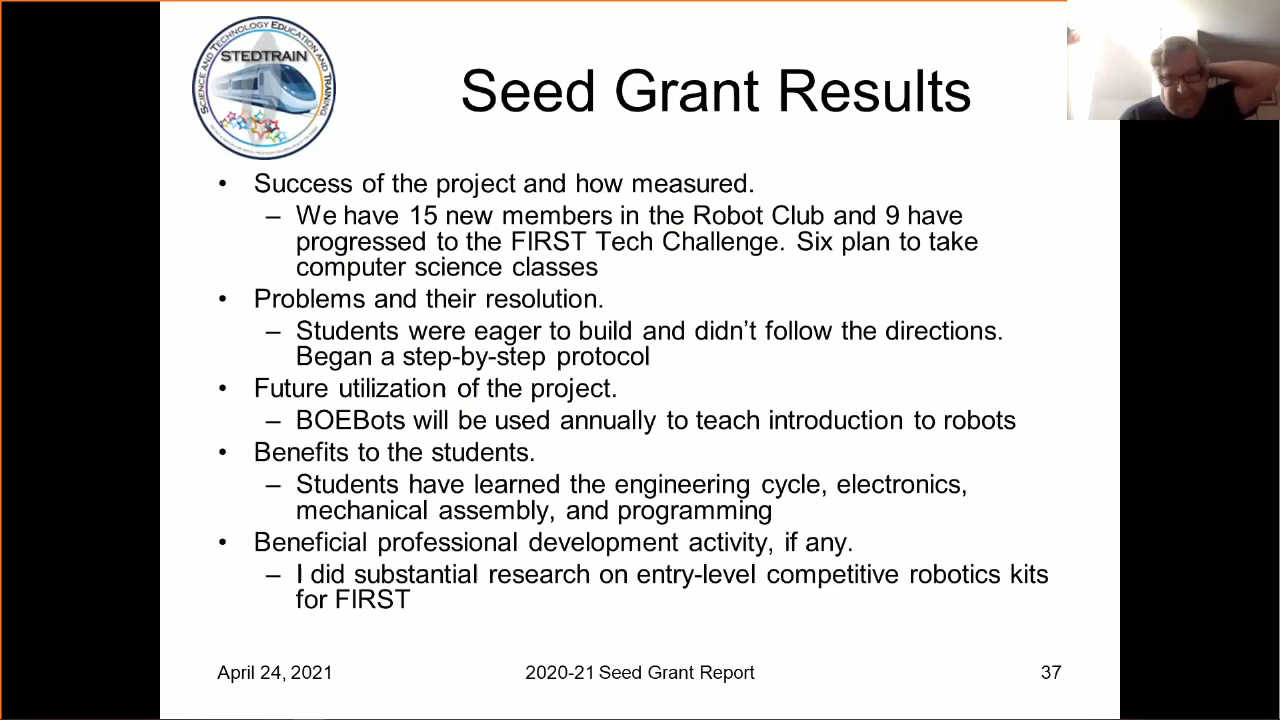 SCIENCE AND TECHNOLOGY EDUCATION AND TRAINING
STEDTRAIN
Seed Grant Results
• Success of the project and how measured.
– We have 15 new members in the Robot Club and 9 have
progressed to the FIRST Tech Challenge. Six plan to take
computer science classes
• Problems and their resolution.
– Students were eager to build and didn’t follow the directions.
Began a step-by-step protocol
• Future utilization of the project.
– BOEBots will be used annually to teach introduction to robots
• Benefits to the students.
– Students have learned the engineering cycle, electronics,
mechanical assembly, and programming
• Beneficial professional development activity, if any.
– I did substantial research on entry-level competitive robotics kits
for FIRST
April 24, 2021
2020-21 Seed Grant Report
37